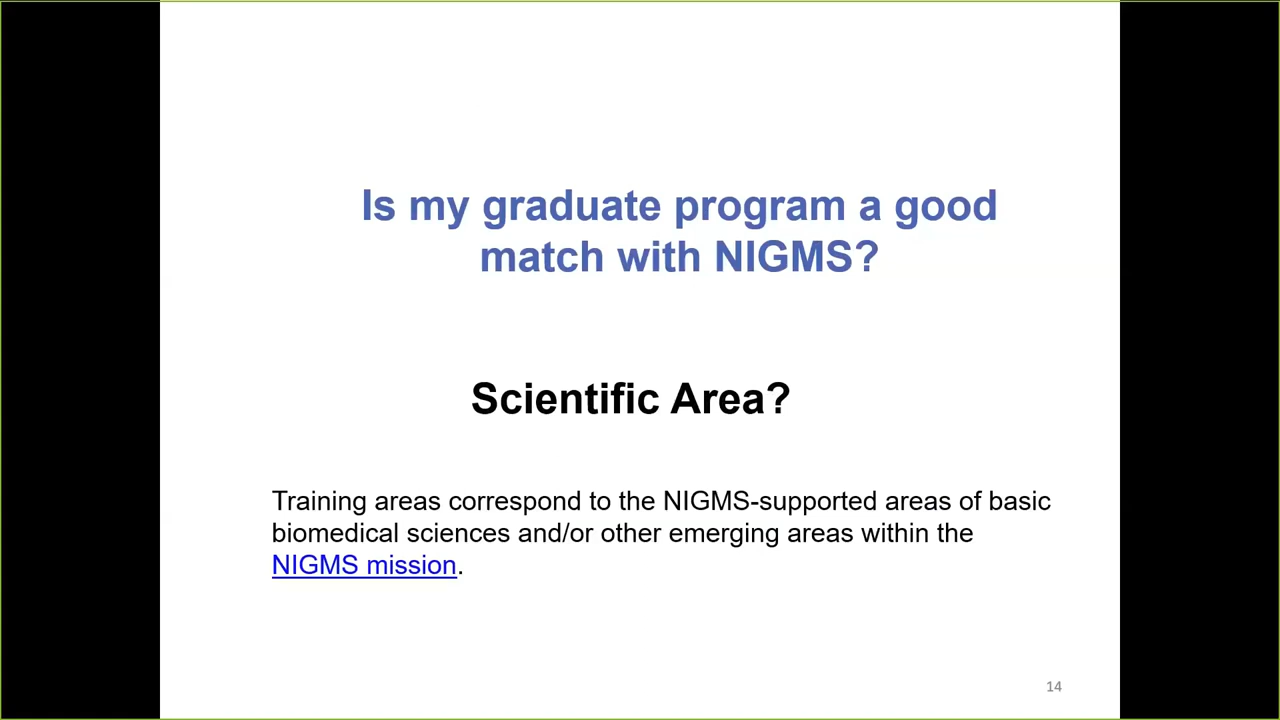 Is my graduate program a good
match with NIGMS?
Scientific Area?
Training areas correspond to the NIGMS-supported areas of basic
biomedical sciences and/or other emerging areas within the
NIGMS mission.
14